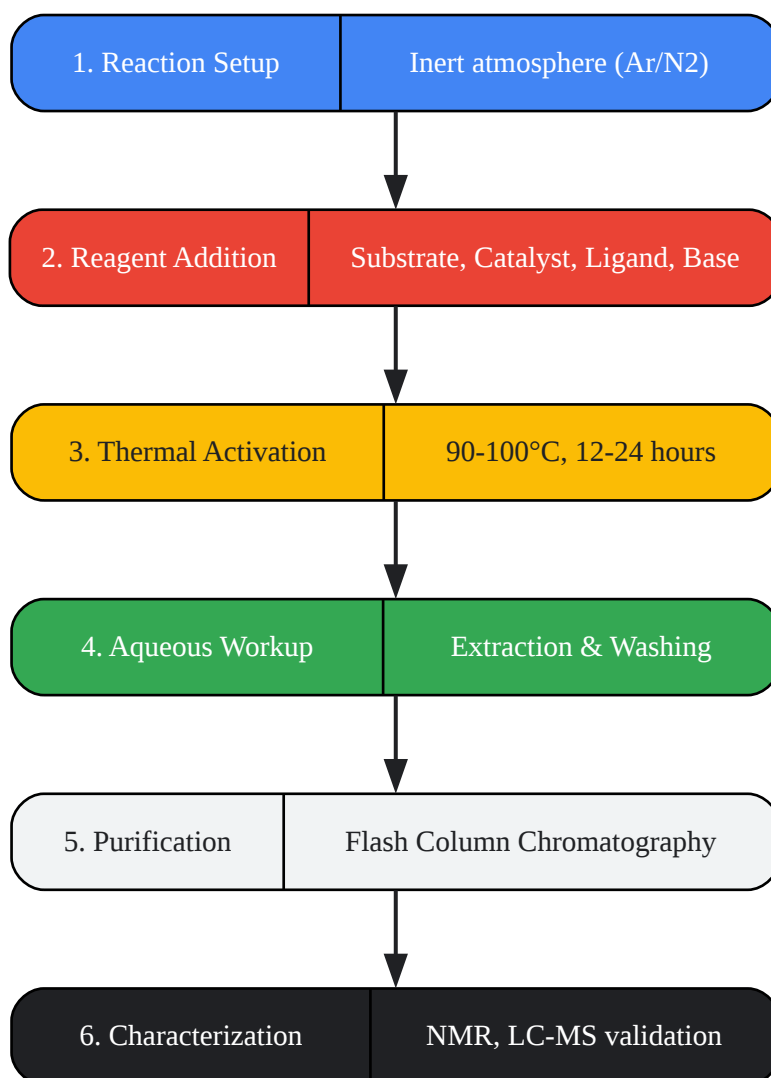 1. Reaction Setup Inert atmosphere (Ar/N2)
2. Reagent Addition Substrate, Catalyst, Ligand, Base
3. Thermal Activation 90-100°C, 12-24 hours
4. Aqueous Workup Extraction & Washing
5. Purification Flash Column Chromatography
6. Characterization NMR, LC-MS validation